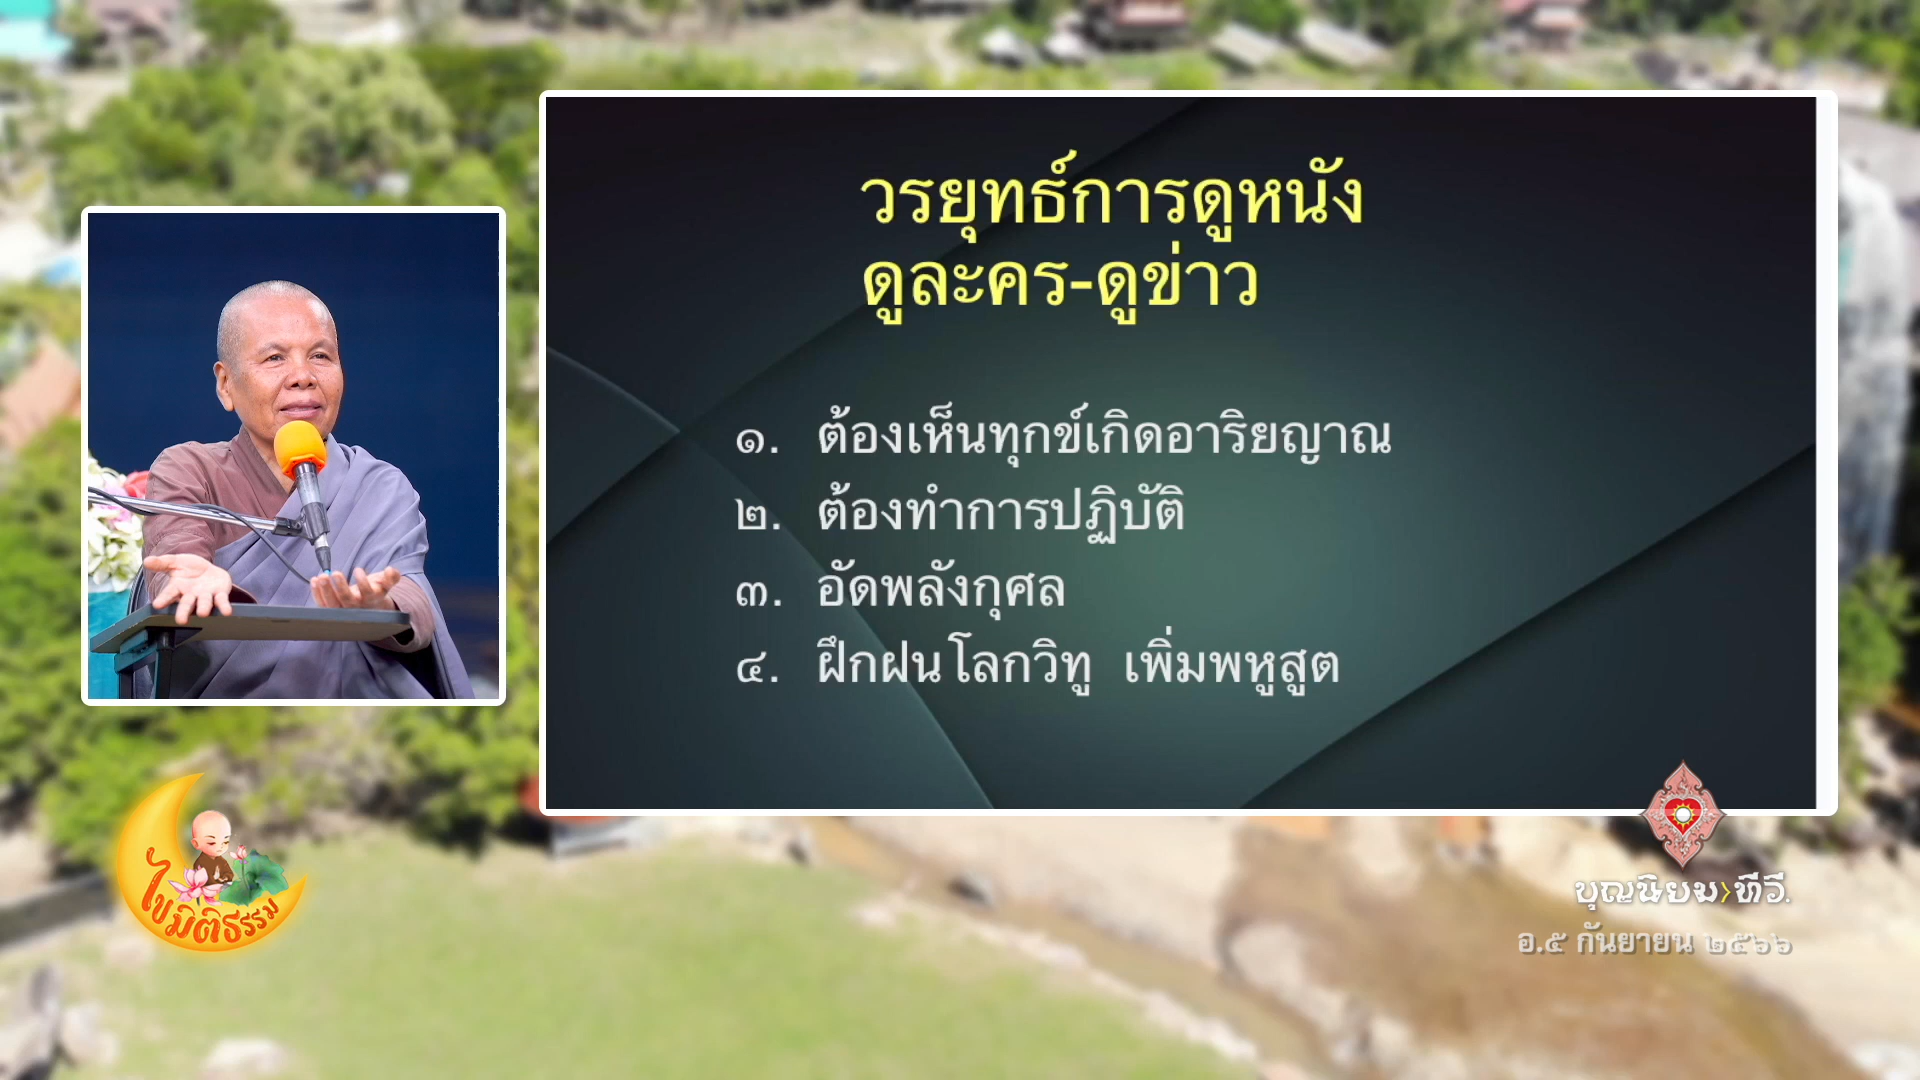 วรยุทธ์การดูหนัง
ดูละคร-ดูข่าว
๑. ต้องเห็นทุกข์เกิดอาริยญาณ
๒. ต้องทำการปฏิบัติ
๓. อัดพลังกุศล
๔. ฝึกฝนโลกวิทู เพิ่มพหูสูต
ไขมิติธรรม
บุญนิยม ทีวี.
อ.๕ กันยายน ๒๕๖๖